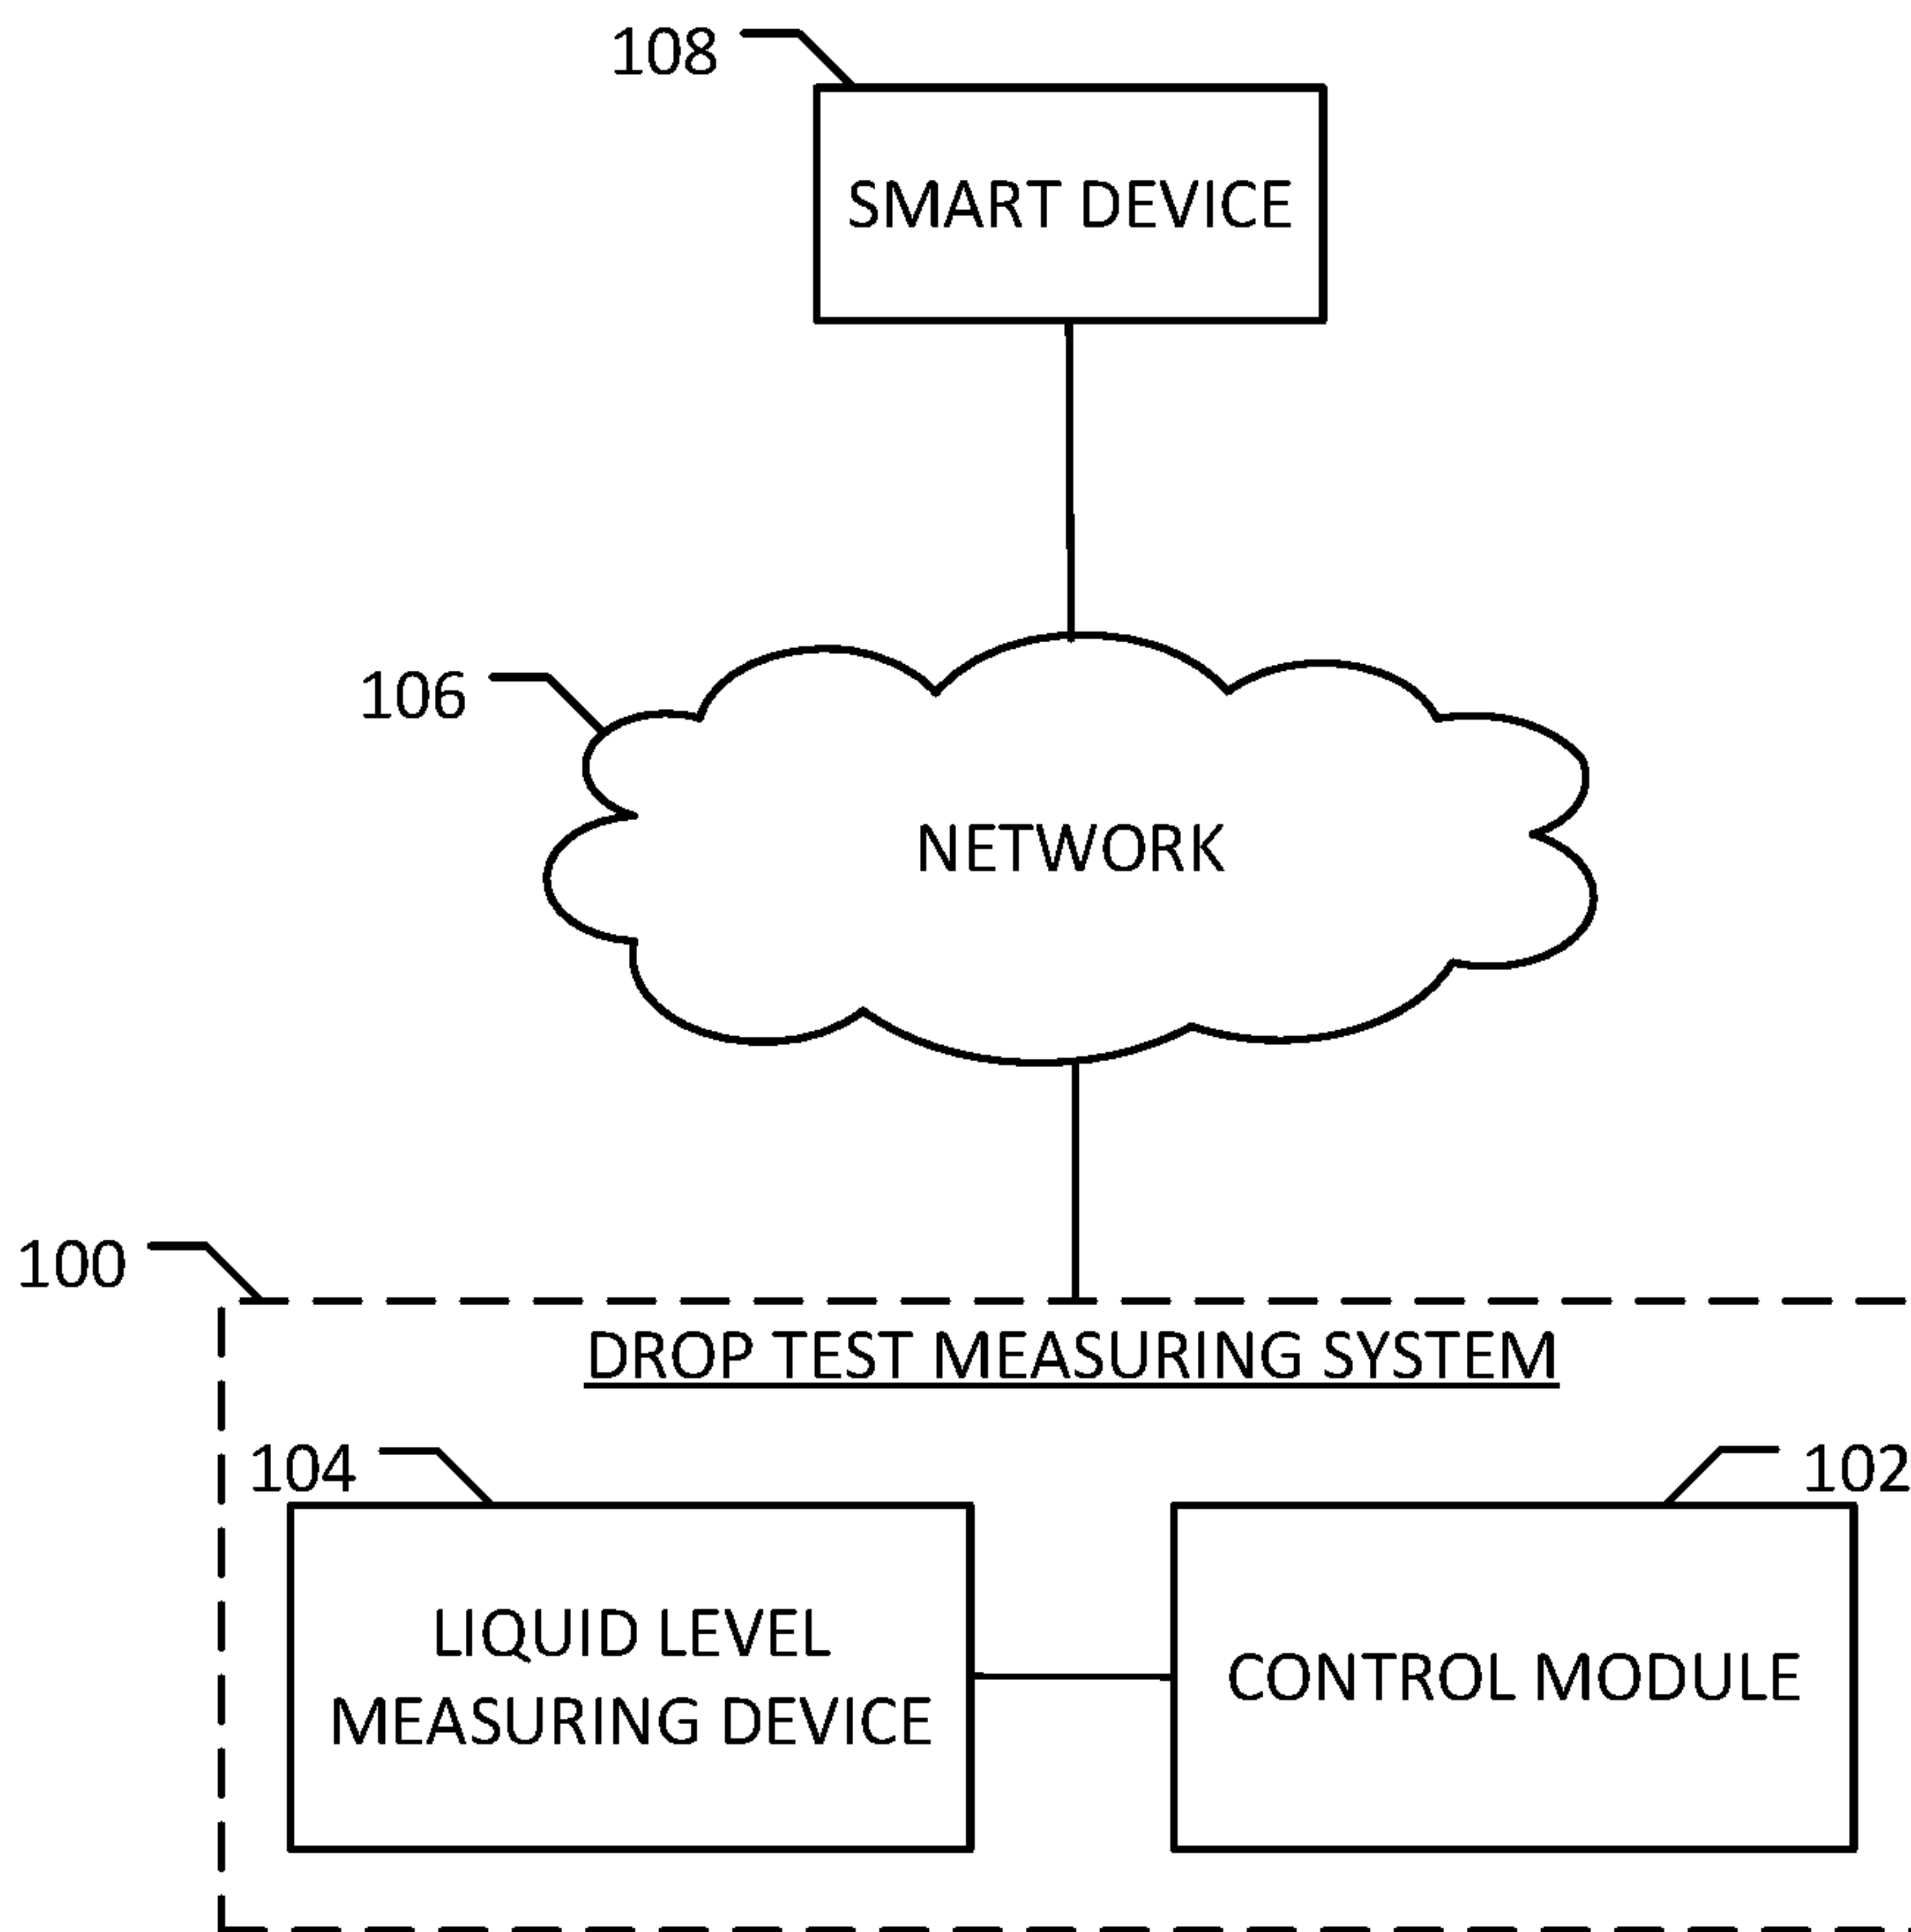 108
SMART DEVICE
106
NETWORK
100
DROP TEST MEASURING SYSTEM
104
102
LIQUID LEVEL
MEASURING DEVICE
CONTROL MODULE